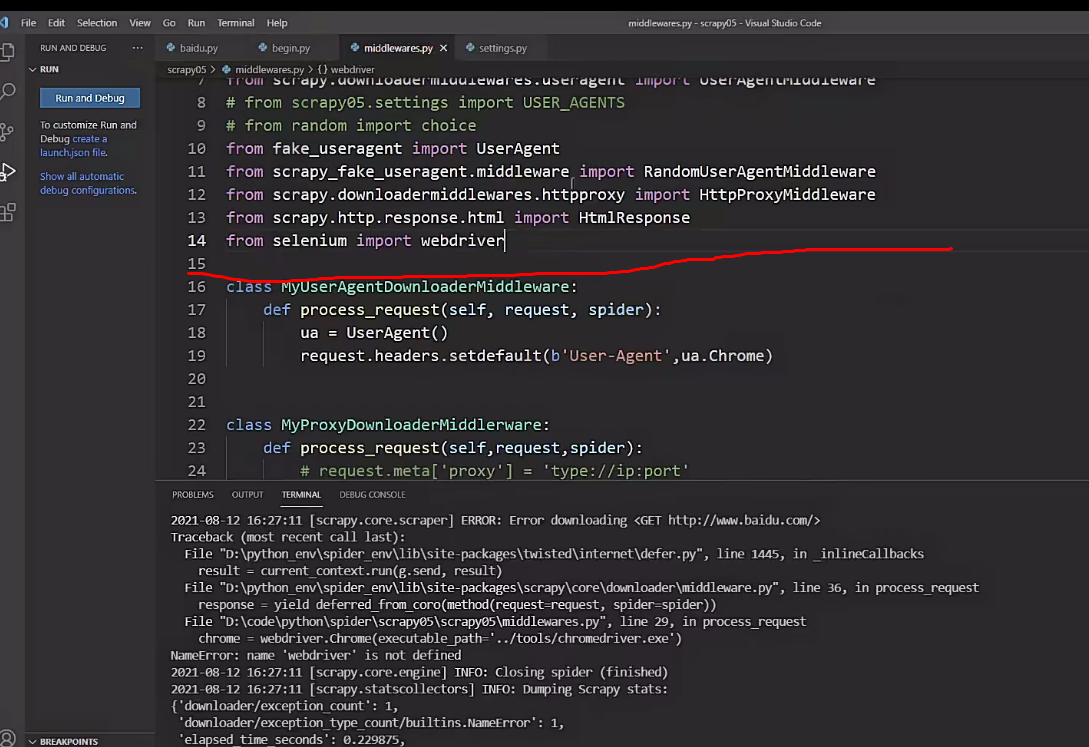 File Edit Selection View Go Run Terminal Help
middlewares.py - scrapy05 - Visual Studio Code
RUN AND DEBUG ...
baidu.py begin.py middlewares.py × settings.py
RUN
scrapy05 > middlewares.py > {} webdriver
Run and Debug
To customize Run and
Debug create a
launch.json file.
Show all automatic
debug configurations.
7 from scrapy.downloadermiddlewares.useragent import UserAgentMiddleware
8 # from scrapy05.settings import USER_AGENTS
9 # from random import choice
10 from fake_useragent import UserAgent
11 from scrapy_fake_useragent.middleware import RandomUserAgentMiddleware
12 from scrapy.downloadermiddlewares.httpproxy import HttpProxyMiddleware
13 from scrapy.http.response.html import HtmlResponse
14 from selenium import webdriver
15
16 class MyUserAgentDownloaderMiddleware:
17 def process_request(self, request, spider):
18 ua = UserAgent()
19 request.headers.setdefault(b'User-Agent',ua.Chrome)
20
21
22 class MyProxyDownloaderMiddlerware:
23 def process_request(self,request,spider):
24 # request.meta['proxy'] = 'type://ip:port'
PROBLEMS OUTPUT TERMINAL DEBUG CONSOLE
2021-08-12 16:27:11 [scrapy.core.scraper] ERROR: Error downloading <GET http://www.baidu.com/>
Traceback (most recent call last):
File "D:\python_env\spider_env\lib\site-packages\twisted\internet\defer.py", line 1445, in _inlineCallbacks
result = current_context.run(g.send, result)
File "D:\python_env\spider_env\lib\site-packages\scrapy\core\downloader\middleware.py", line 36, in process_request
response = yield deferred_from_coro(method(request=request, spider=spider))
File "D:\code\python\spider\scrapy05\scrapy05\middlewares.py", line 29, in process_request
chrome = webdriver.Chrome(executable_path='../tools/chromedriver.exe')
NameError: name 'webdriver' is not defined
2021-08-12 16:27:11 [scrapy.core.engine] INFO: Closing spider (finished)
2021-08-12 16:27:11 [scrapy.statscollectors] INFO: Dumping Scrapy stats:
{'downloader/exception_count': 1,
'downloader/exception_type_count/builtins.NameError': 1,
'elapsed_time_seconds': 0.229875,
BREAKPOINTS